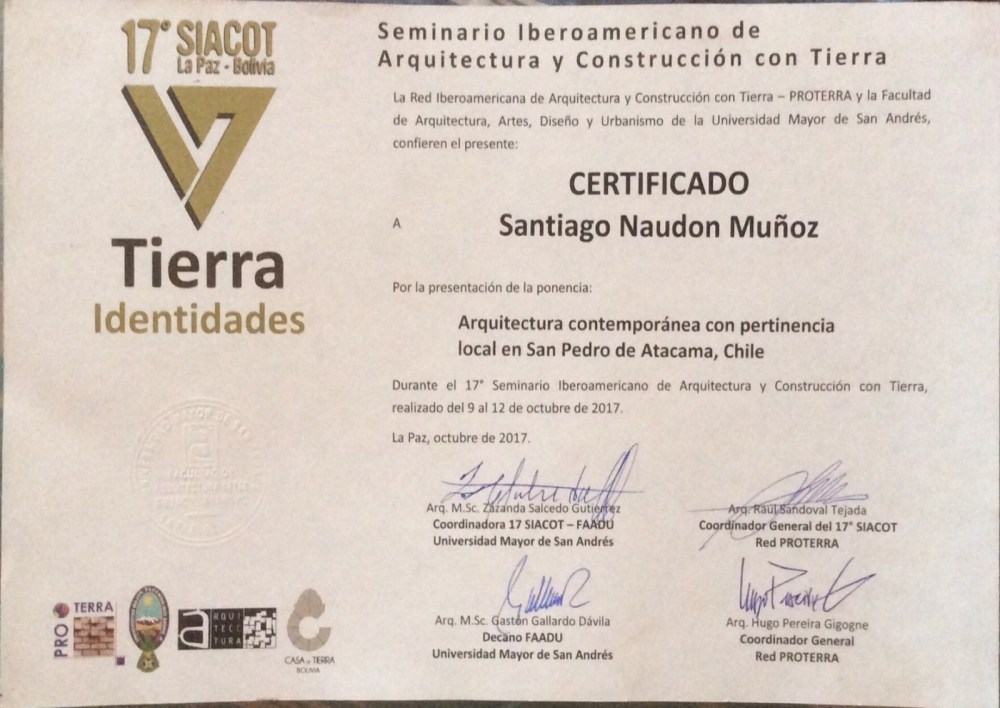 17° SIACOT
La Paz - Bolivia
Tierra
Identidades
Seminario Iberoamericano de
Arquitectura y Construcción con Tierra
La Red Iberoamericana de Arquitectura y Construcción con Tierra – PROTERRA y la Facultad
de Arquitectura, Artes, Diseño y Urbanismo de la Universidad Mayor de San Andrés,
confieren el presente:
CERTIFICADO
A Santiago Naudon Muñoz
Por la presentación de la ponencia:
Arquitectura contemporánea con pertinencia
local en San Pedro de Atacama, Chile
Durante el 17° Seminario Iberoamericano de Arquitectura y Construcción con Tierra,
realizado del 9 al 12 de octubre de 2017.
La Paz, octubre de 2017.
Arq. M.Sc. Zazanda Salcedo Gutiérrez
Coordinadora 17 SIACOT – FAADU
Universidad Mayor de San Andrés
Arq. Raúl Sandoval Tejada
Coordinador General del 17° SIACOT
Red PROTERRA
Arq. M.Sc. Gastón Gallardo Dávila
Decano FAADU
Universidad Mayor de San Andrés
Arq. Hugo Pereira Gigogne
Coordinador General
Red PROTERRA
PRO TERRA
ARQUI
TECT
TURA
CASA de TIERRA
BOLIVIA